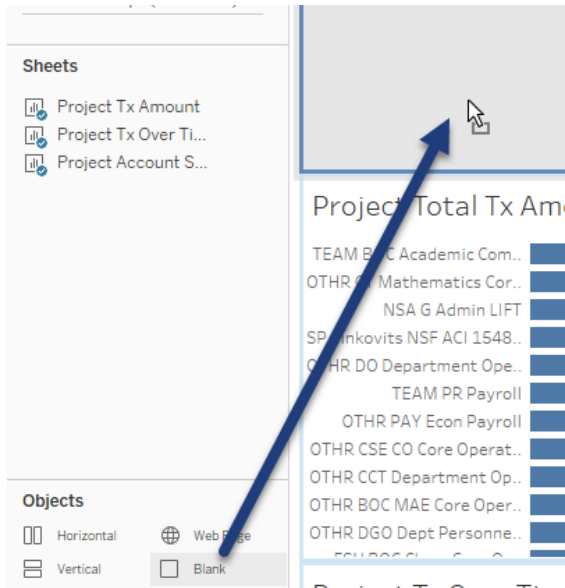 Sheets
Project Tx Amount
Project Tx Over Ti...
Project Account S...
Objects
Horizontal
Web
Vertical
Blank
Project Total Tx Am
TEAM Academic Com..
OTHR Mathematics Cor..
NSA G Admin LIFT
NSF ACI 1548..
DO Department Ope..
TEAM PR Payroll
OTHR PAY Econ Payroll
OTHR CSE CO Core Operat..
OTHR CCT Department Op..
OTHR BOC MAE Core Oper..
OTHR DGO Dept Personne..